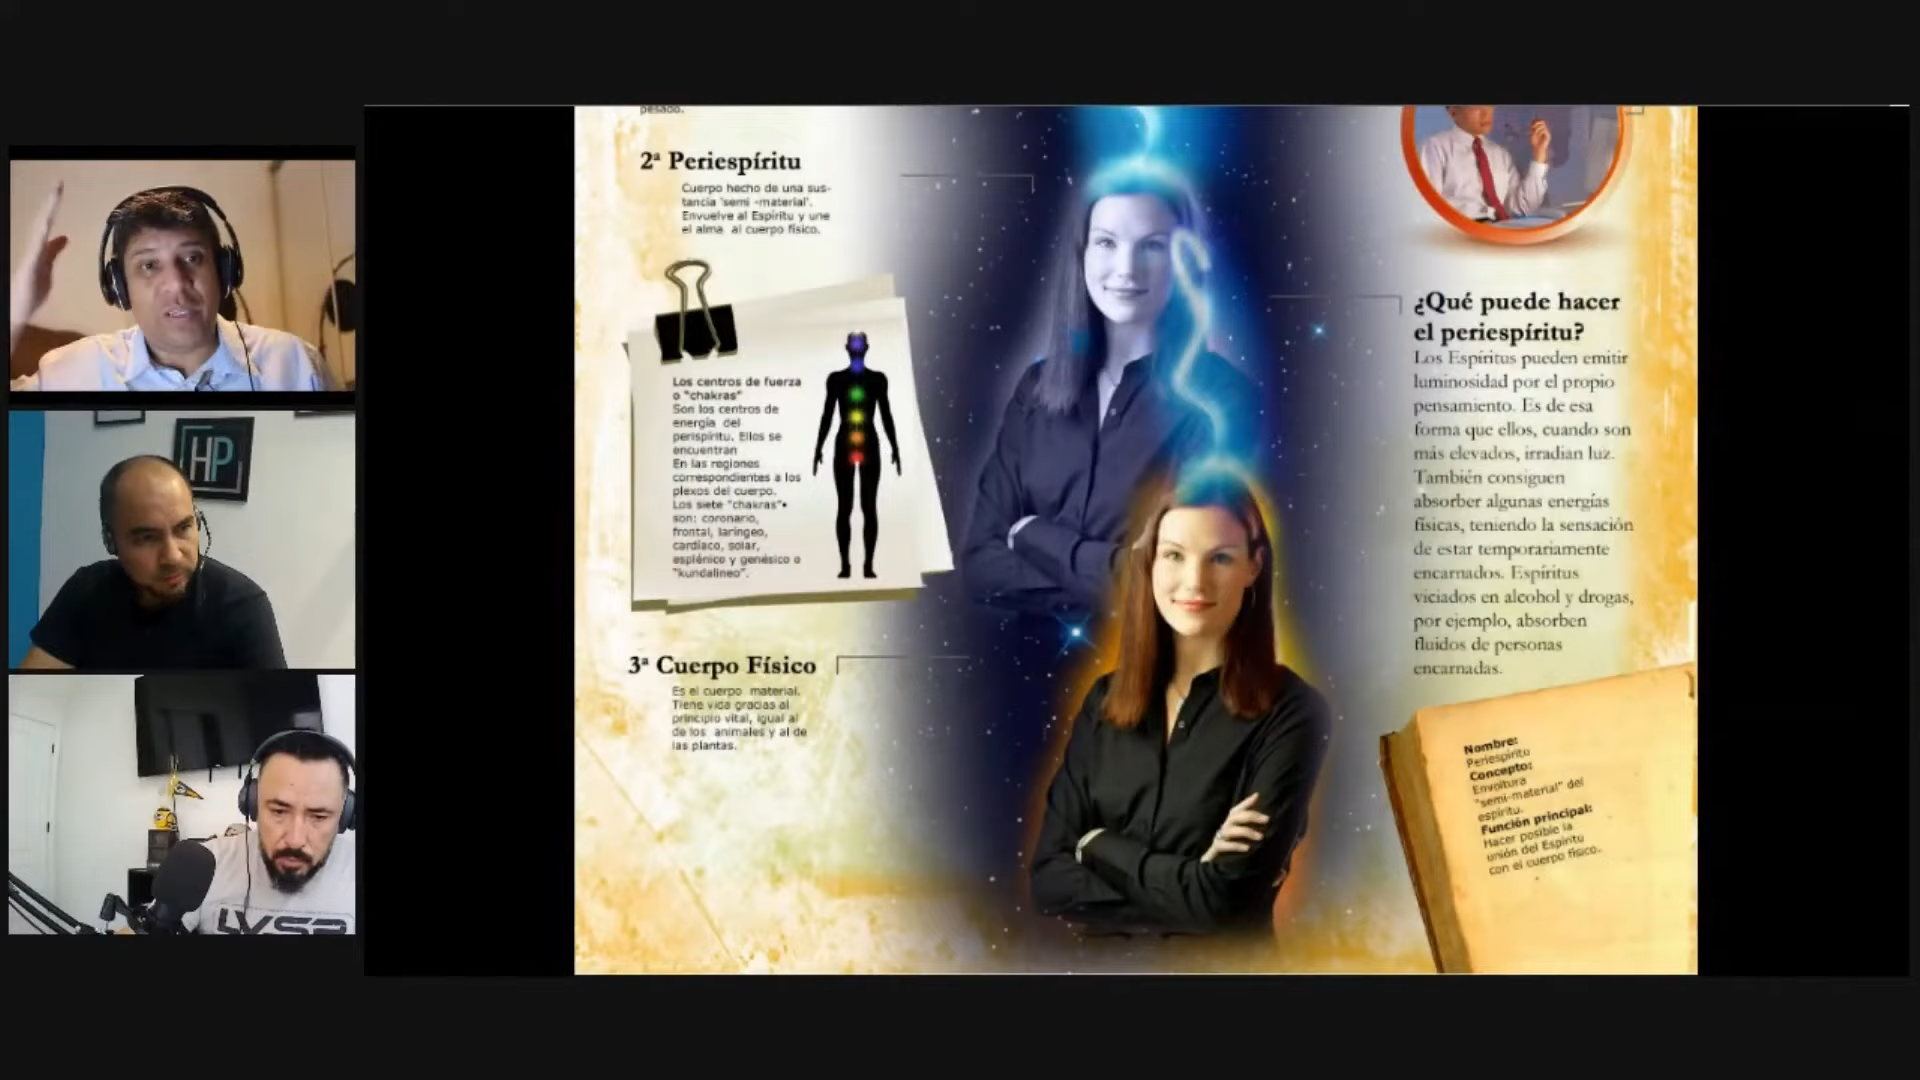 pesado.
2ª Periespíritu
Cuerpo hecho de una sus-
tancia 'semi -material'.
Envuelve al Espíritu y une
el alma al cuerpo físico.
Los centros de fuerza
o "chakras"
Son los centros de
energía del
perispíritu. Ellos se
encuentran
En las regiones
correspondientes a los
plexos del cuerpo.
Los siete "chakras"•
son: coronario,
frontal, laríngeo,
cardíaco, solar,
esplénico y genésico o
"kundalineo".
3ª Cuerpo Físico
Es el cuerpo material.
Tiene vida gracias al
principio vital, igual al
de los animales y al de
las plantas.
¿Qué puede hacer
el periespíritu?
Los Espíritus pueden emitir
luminosidad por el propio
pensamiento. Es de esa
forma que ellos, cuando son
más elevados, irradian luz.
También consiguen
absorber algunas energías
físicas, teniendo la sensación
de estar temporariamente
encarnados. Espíritus
viciados en alcohol y drogas,
por ejemplo, absorben
fluidos de personas
encarnadas.
Nombre:
Periespíritu
Concepto:
Envoltura
"semi-material" del
espíritu.
Función principal:
Hacer posible la
unión del Espíritu
con el cuerpo físico.
HP